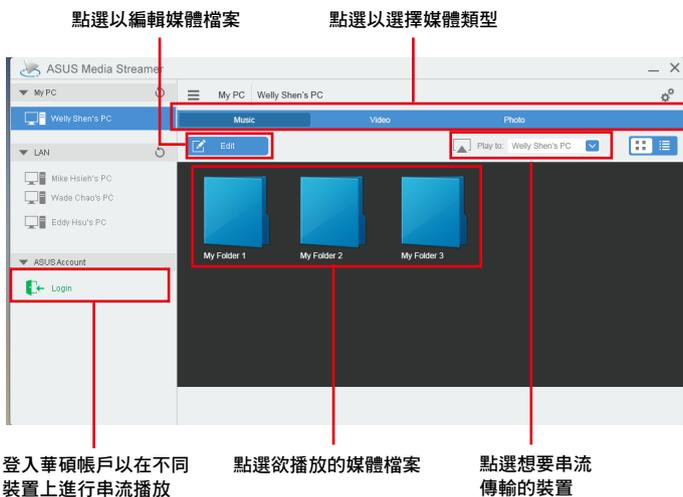 點選以編輯媒體檔案
點選以選擇媒體類型
ASUS Media Streamer
My PC
My PC Welly Shen's PC
Welly Shen's PC
Music Video Photo
Edit
Play to: Welly Shen's PC
LAN
Mike Hsieh's PC
Wade Chao's PC
Eddy Hsu's PC
My Folder 1 My Folder 2 My Folder 3
ASUS Account
Login
登入華碩帳戶以在不同
裝置上進行串流播放
點選欲播放的媒體檔案
點選想要串流
傳輸的裝置